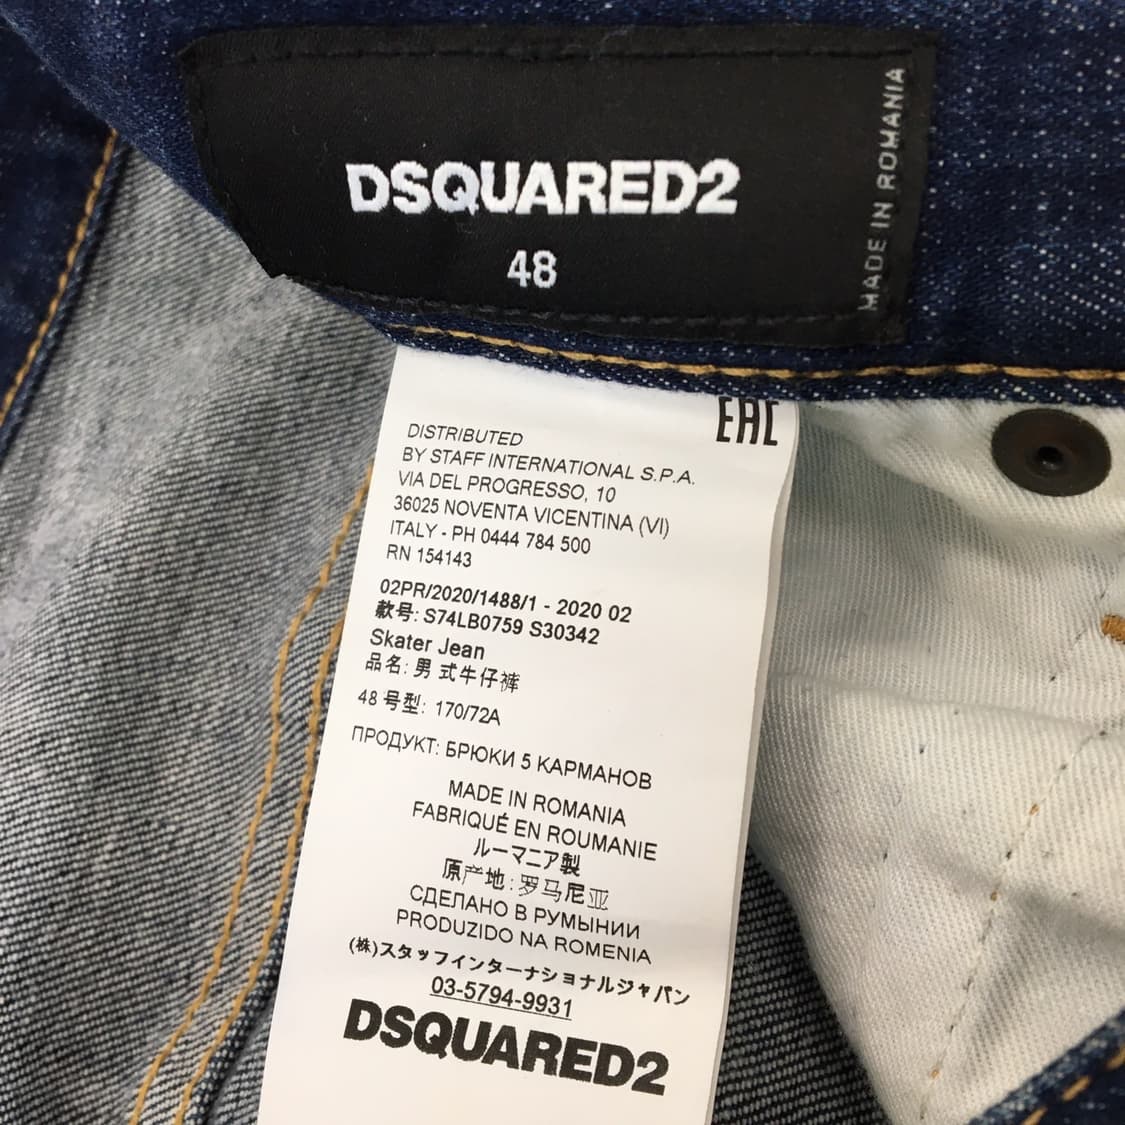 DSQUARED2
48
MADE IN ROMANIA
EAC
DISTRIBUTED
BY STAFF INTERNATIONAL S.P.A.
VIA DEL PROGRESSO, 10
36025 NOVENTA VICENTINA (VI)
ITALY - PH 0444 784 500
RN 154143
02PR/2020/1488/1 - 2020 02
款号: S74LB0759 S30342
Skater Jean
品名: 男式牛仔裤
48 号型: 170/72A
ПРОДУКТ: БРЮКИ 5 КАРМАНОВ
MADE IN ROMANIA
FABRIQUÉ EN ROUMANIE
ルーマニア製
原产地: 罗马尼亚
СДЕЛАНО В РУМЫНИИ
PRODUZIDO NA ROMENIA
(株)スタッフインターナショナルジャパン
03-5794-9931
DSQUARED2